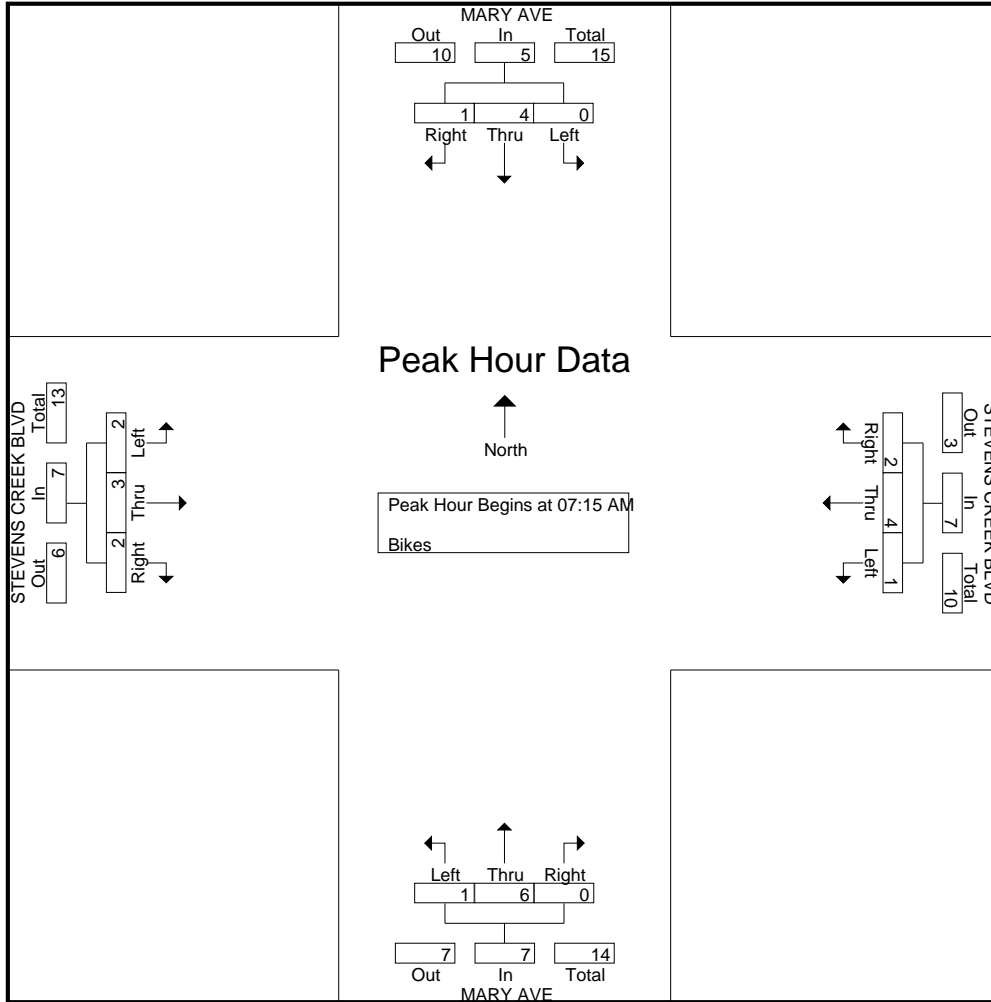 MARY AVE
Out In Total
10 5 15
1 4 0
Right Thru Left
Peak Hour Data
North
Peak Hour Begins at 07:15 AM
Bikes
STEVENS CREEK BLVD
Out In Total
6 7 13
Left Thru Right
2 3 2
STEVENS CREEK BLVD
Out In Total
3 7 10
Right Thru Left
2 4 1
Left Thru Right
1 6 0
7 7 14
Out In Total
MARY AVE